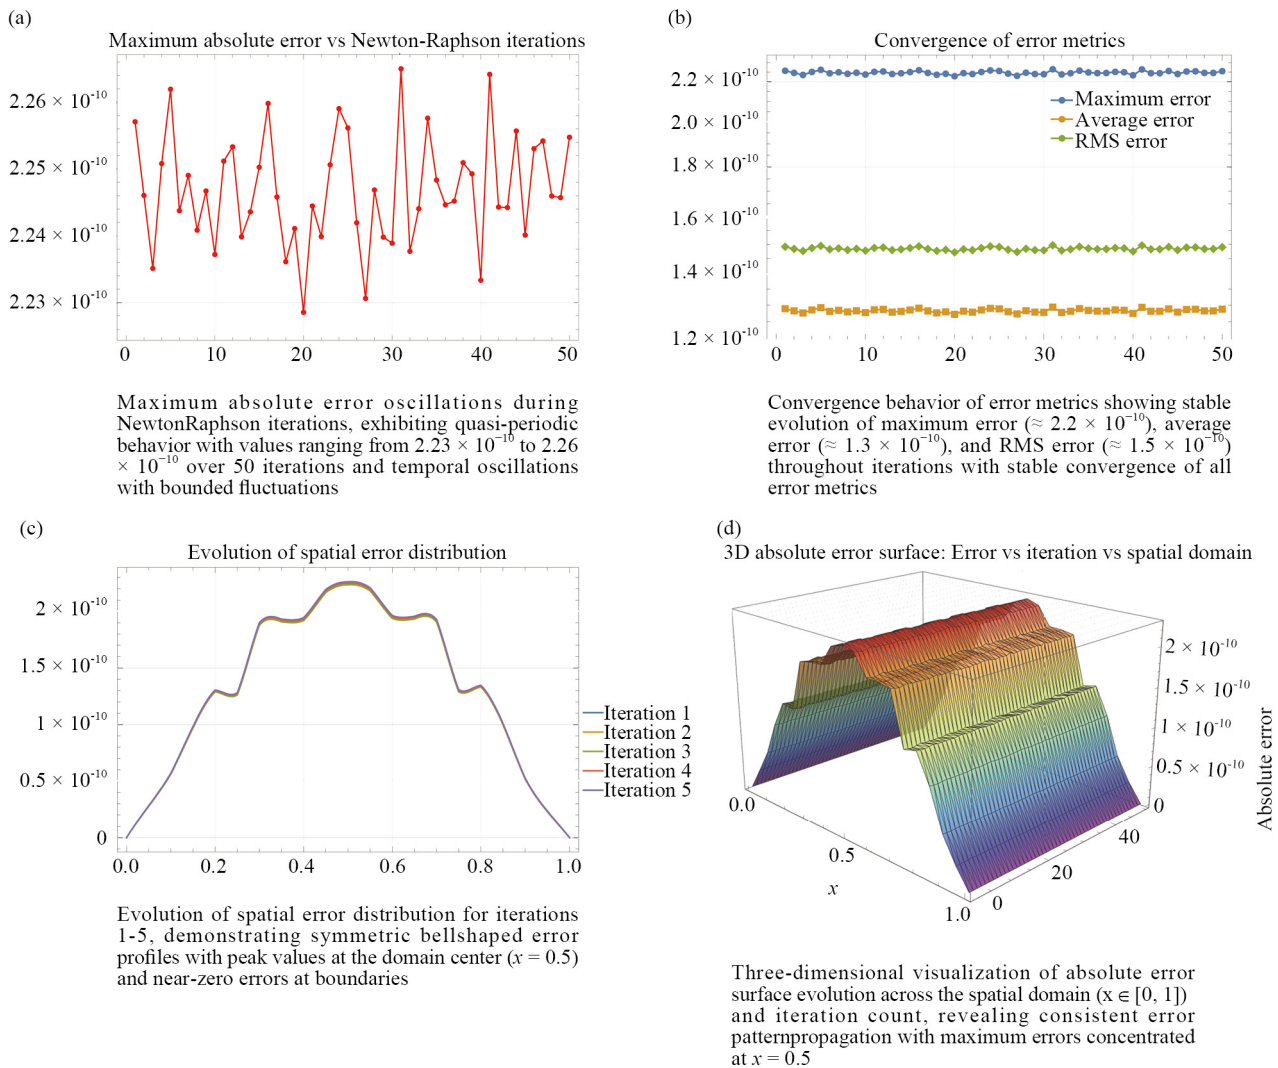 (a)
Maximum absolute error vs Newton-Raphson iterations
2.26 × 10⁻¹⁰
2.25 × 10⁻¹⁰
2.24 × 10⁻¹⁰
2.23 × 10⁻¹⁰
0 10 20 30 40 50
Maximum absolute error oscillations during
NewtonRaphson iterations, exhibiting quasi-periodic
behavior with values ranging from 2.23 × 10⁻¹⁰ to 2.26
× 10⁻¹⁰ over 50 iterations and temporal oscillations
with bounded fluctuations
(b)
Convergence of error metrics
2.2 × 10⁻¹⁰
2.0 × 10⁻¹⁰
1.8 × 10⁻¹⁰
1.6 × 10⁻¹⁰
1.4 × 10⁻¹⁰
1.2 × 10⁻¹⁰
Maximum error
Average error
RMS error
0 10 20 30 40 50
Convergence behavior of error metrics showing stable
evolution of maximum error (≈ 2.2 × 10⁻¹⁰), average
error (≈ 1.3 × 10⁻¹⁰), and RMS error (≈ 1.5 × 10⁻¹⁰)
throughout iterations with stable convergence of all
error metrics
(c)
Evolution of spatial error distribution
2 × 10⁻¹⁰
1.5 × 10⁻¹⁰
1 × 10⁻¹⁰
0.5 × 10⁻¹⁰
0
Iteration 1
Iteration 2
Iteration 3
Iteration 4
Iteration 5
0.0 0.2 0.4 0.6 0.8 1.0
Evolution of spatial error distribution for iterations
1-5, demonstrating symmetric bellshaped error
profiles with peak values at the domain center (x = 0.5)
and near-zero errors at boundaries
(d)
3D absolute error surface: Error vs iteration vs spatial domain
2 × 10⁻¹⁰
1.5 × 10⁻¹⁰
1 × 10⁻¹⁰
0.5 × 10⁻¹⁰
0
Absolute error
0.0
0.5
1.0
x
0
20
40
Three-dimensional visualization of absolute error
surface evolution across the spatial domain (x ∈ [0, 1])
and iteration count, revealing consistent error
patternpropagation with maximum errors concentrated
at x = 0.5